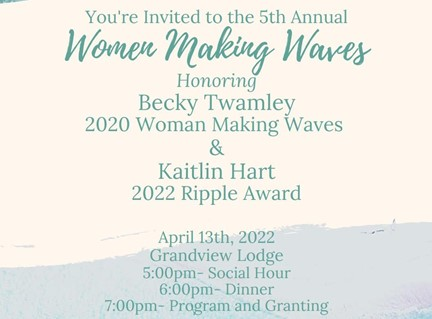 You're Invited to the 5th Annual
Women Making Waves
Honoring
Becky Twamley
2020 Woman Making Waves
&
Kaitlin Hart
2022 Ripple Award
April 13th, 2022
Grandview Lodge
5:00pm- Social Hour
6:00pm- Dinner
7:00pm- Program and Granting